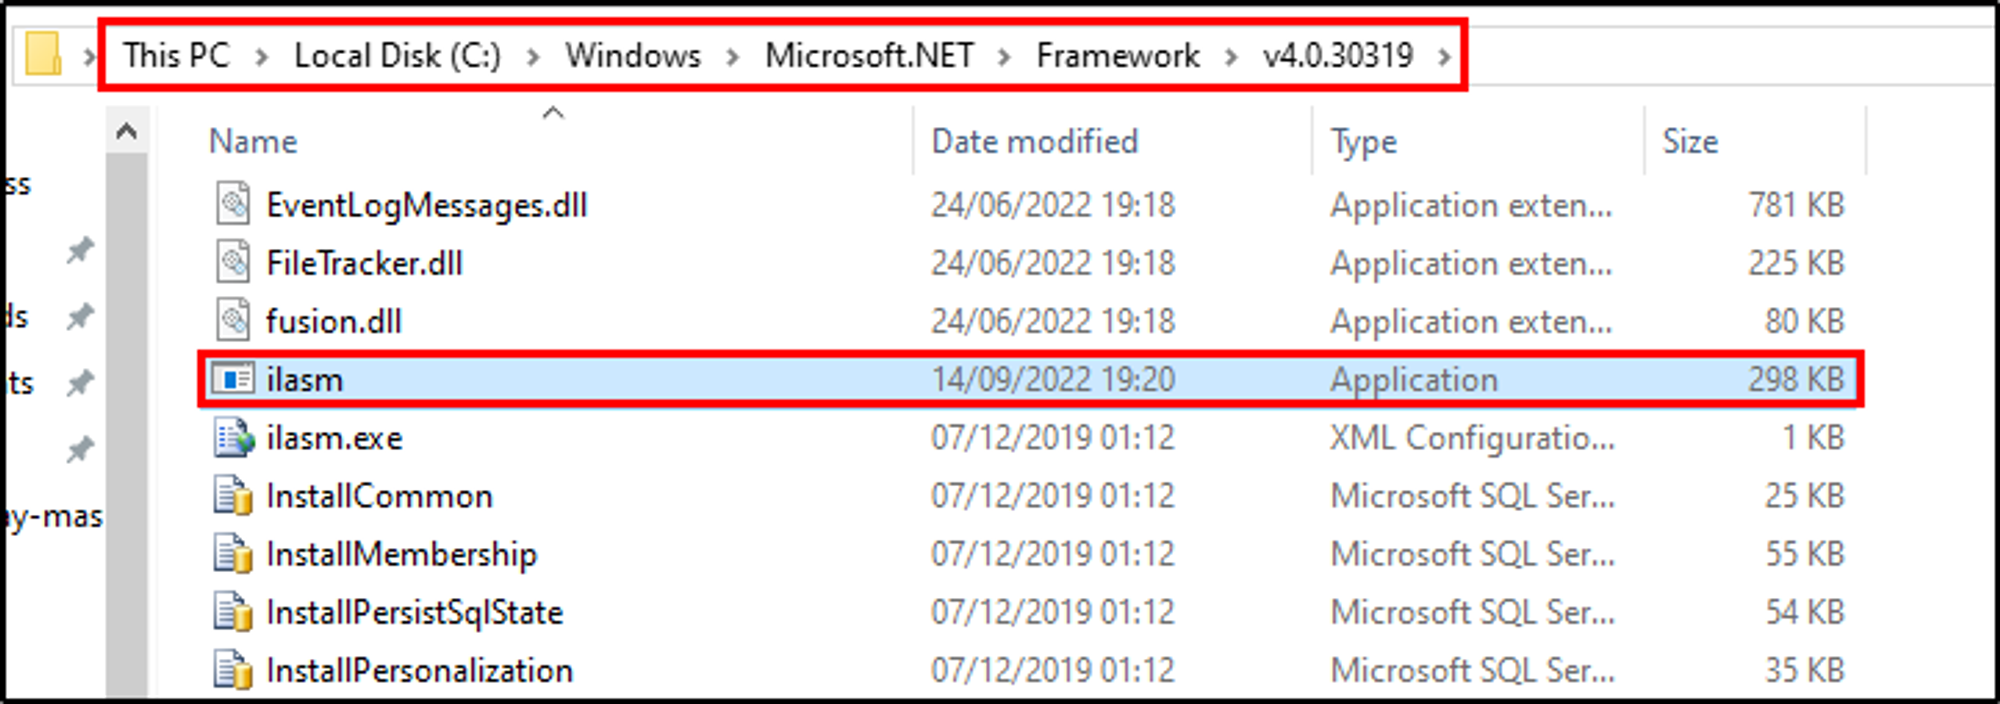 This PC > Local Disk (C:) > Windows > Microsoft.NET > Framework > v4.0.30319 >
Name Date modified Type Size
EventLogMessages.dll 24/06/2022 19:18 Application exten... 781 KB
FileTracker.dll 24/06/2022 19:18 Application exten... 225 KB
fusion.dll 24/06/2022 19:18 Application exten... 80 KB
ilasm 14/09/2022 19:20 Application 298 KB
ilasm.exe 07/12/2019 01:12 XML Configuratio... 1 KB
InstallCommon 07/12/2019 01:12 Microsoft SQL Ser... 25 KB
InstallMembership 07/12/2019 01:12 Microsoft SQL Ser... 55 KB
InstallPersistSqlState 07/12/2019 01:12 Microsoft SQL Ser... 54 KB
InstallPersonalization 07/12/2019 01:12 Microsoft SQL Ser... 35 KB